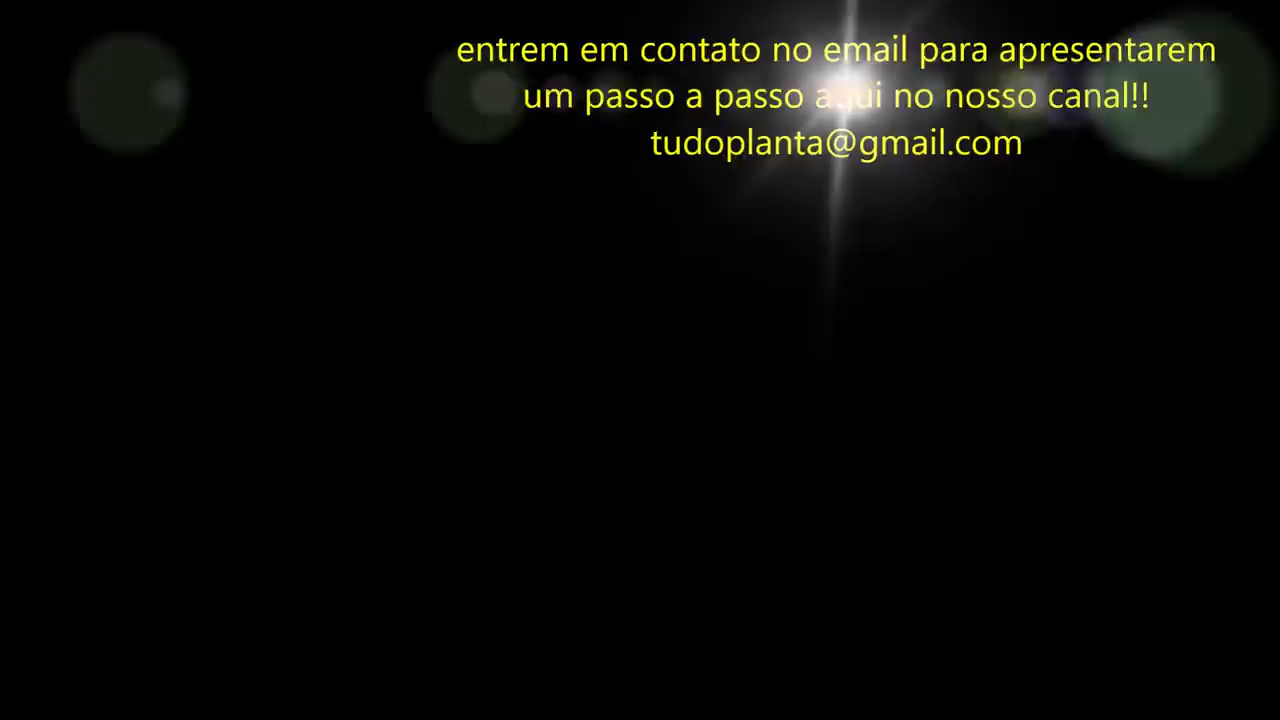 entrem em contato no email para apresentarem
um passo a passo aqui no nosso canal!!
tudoplanta@gmail.com